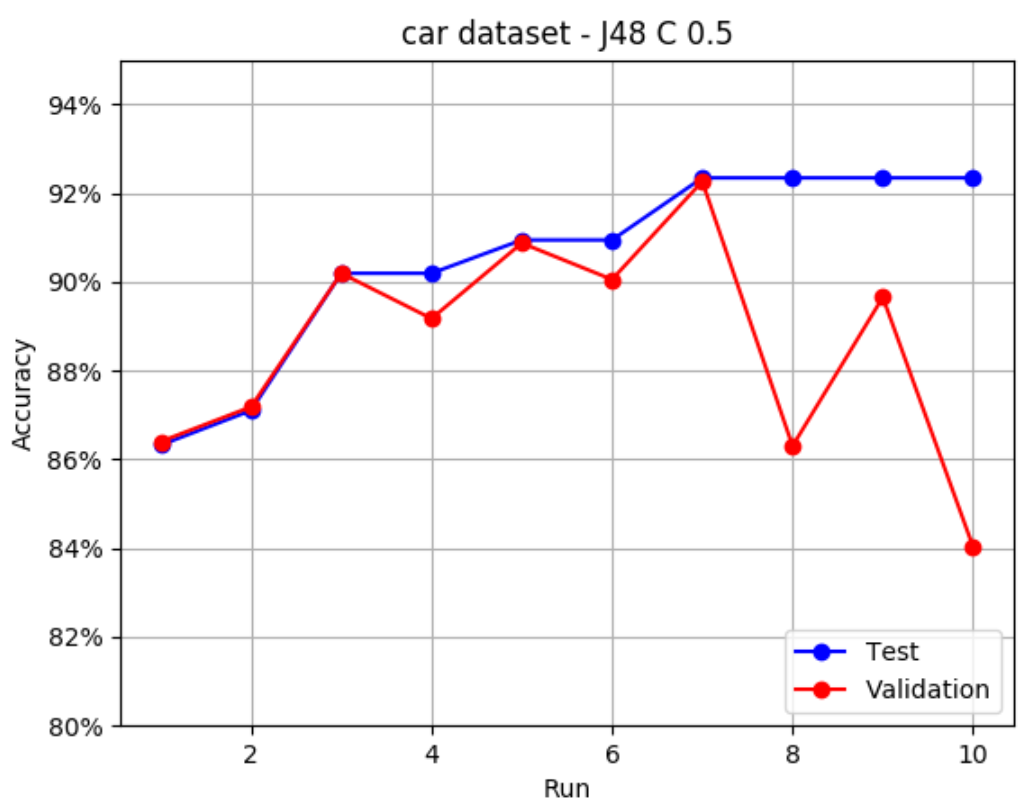 car dataset - J48 C 0.5
94%
92%
90%
88%
86%
84%
82%
80%
Accuracy
Test
Validation
2 4 6 8 10
Run